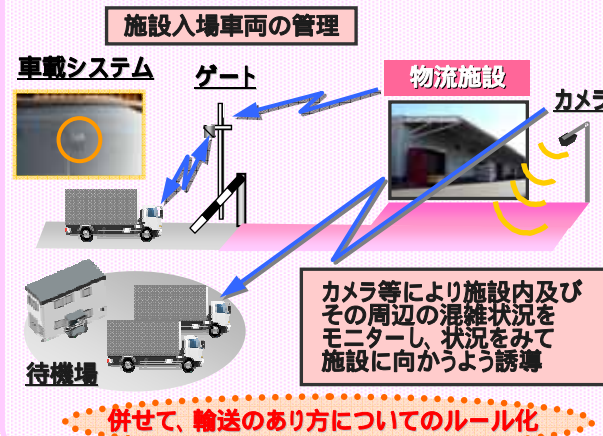 施設入場車両の管理
車載システム
ゲート
物流施設
カメラ
カメラ等により施設内及び
その周辺の混雑状況を
モニターし、状況をみて
施設に向かうよう誘導
待機場
併せて、輸送のあり方についてのルール化